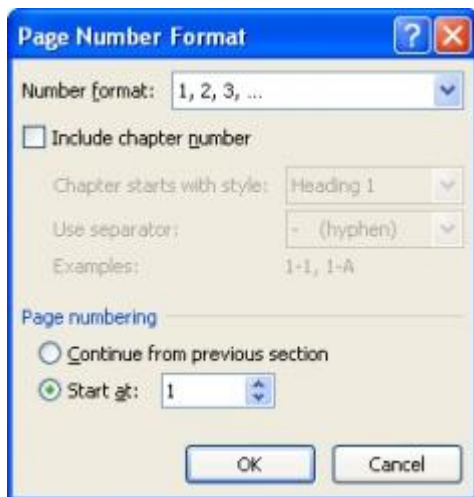 Page Number Format
Number format: 1, 2, 3, ...
Include chapter number
Chapter starts with style: Heading 1
Use separator: - (hyphen)
Examples: 1-1, 1-A
Page numbering
Continue from previous section
Start at: 1
OK Cancel